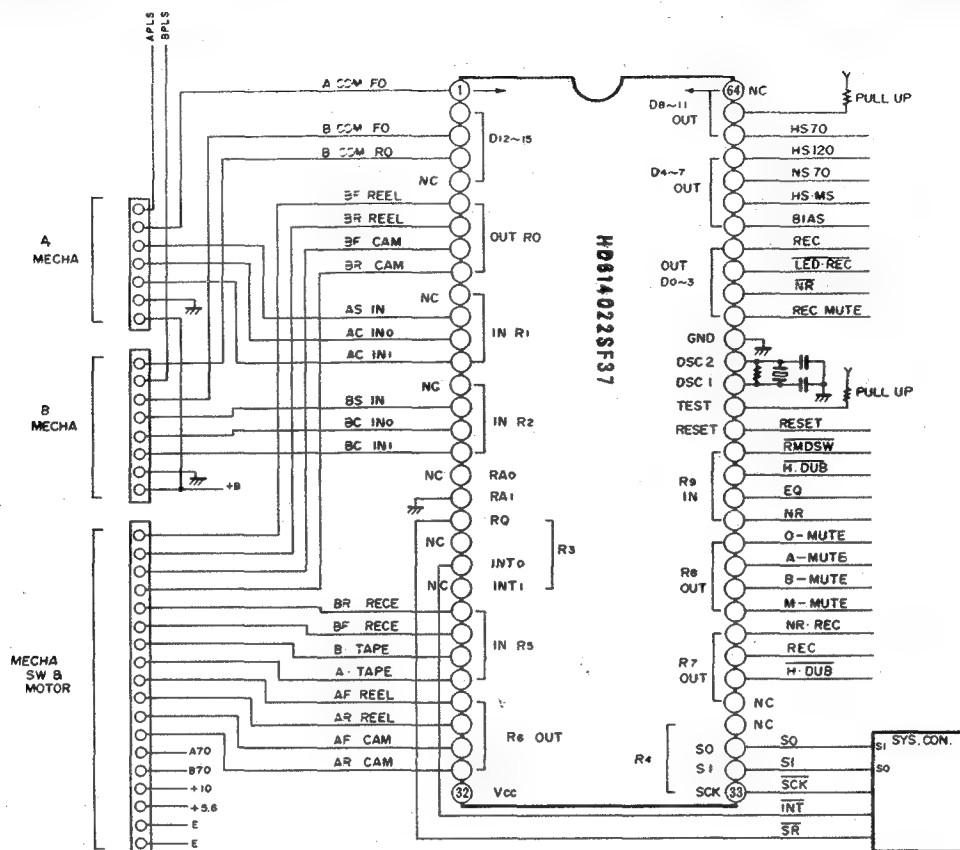 APLS
BPLS
A COM FO
B COM FO
B COM RO
NC
BF REEL
BR REEL
BF CAM
BR CAM
NC
AS IN
AC IN0
AC IN1
NC
BS IN
BC IN0
BC IN1
NC
RA0
RA1
RQ
NC
INT0
NC
INT1
BR RECE
BF RECE
B · TAPE
A · TAPE
AF REEL
AR REEL
AF CAM
AR CAM
A
MECHA
B
MECHA
+B
MECHA
SW &
MOTOR
A70
B70
+10
+5.6
E
E
1
D12~15
OUT R0
IN R1
IN R2
R3
IN R5
R6 OUT
32
Vcc
HD614022SF37
64
NC
PULL UP
D8~11
OUT
HS70
HS120
D4~7
OUT
NS70
HS·MS
BIAS
OUT
D0~3
REC
LED·REC
NR
REC MUTE
GND
DSC 2
DSC 1
PULL UP
TEST
RESET
RESET
R9
IN
RMDSW
H. DUB
EQ
NR
R8
OUT
O-MUTE
A-MUTE
B-MUTE
M-MUTE
R7
OUT
NR·REC
REC
H·DUB
NC
NC
R4
SO
SI
SCK
33
SO
SI
SCK
INT
SR
SYS.CON.
SI
SO